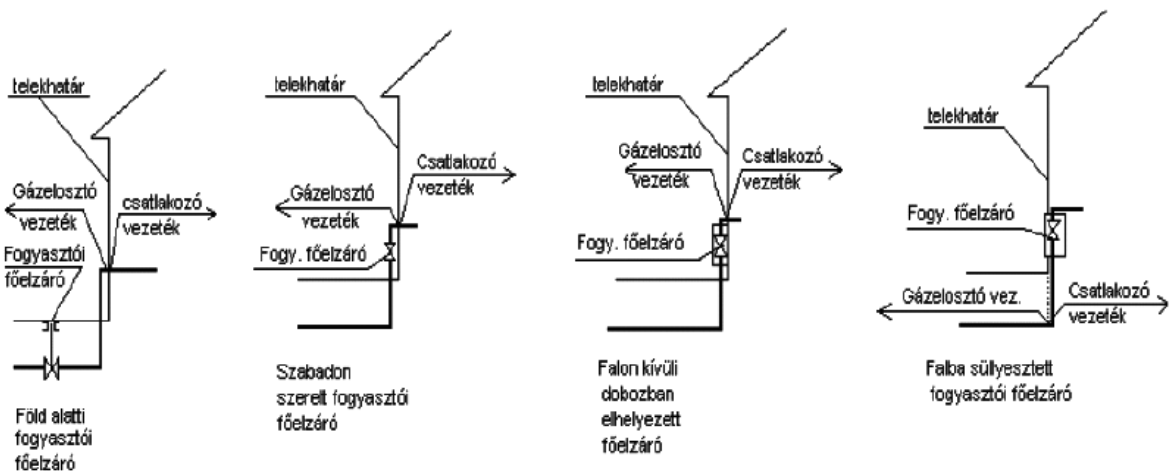 telekhatár
Gázelosztó
vezeték
csatlakozó
vezeték
Fogyasztói
főelzáró
Föld alatti
fogyasztói
főelzáró
telekhatár
Csatlakozó
vezeték
Gázelosztó
vezeték
Fogy. főelzáró
Szabadon
szerelt fogyasztói
főelzáró
telekhatár
Gázelosztó
vezeték
Csatlakozó
vezeték
Fogy. főelzáró
Falon kívüli
dobozban
elhelyezett
főelzáró
telekhatár
Fogy. főelzáró
Gázelosztó vez.
Csatlakozó
vezeték
Falba süllyesztett
fogyasztói főelzáró